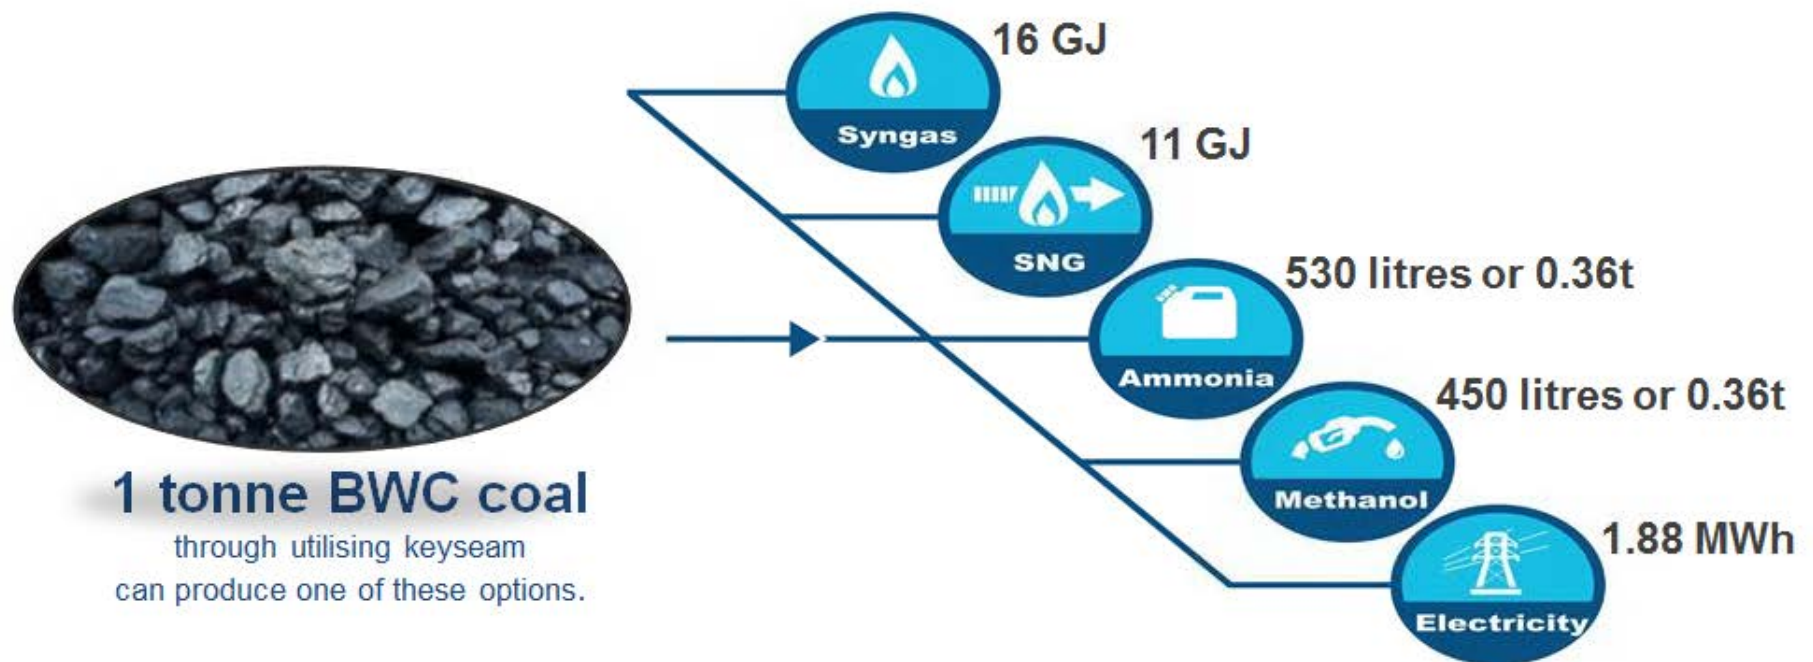 16 GJ
Syngas
11 GJ
SNG
530 litres or 0.36t
Ammonia
450 litres or 0.36t
Methanol
1.88 MWh
Electricity
1 tonne BWC coal
through utilising keyseam
can produce one of these options.